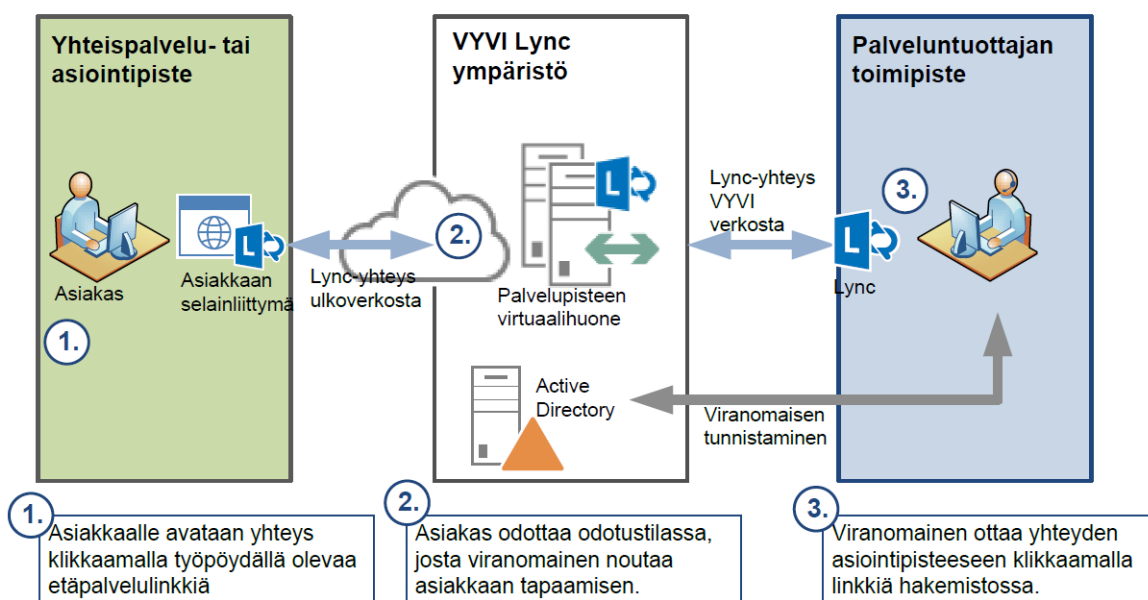 Yhteispalvelu- tai
asiointipiste
Asiakas
Asiakkaan
selainliittymä
1.
L
Lync-yhteys
ulkoverkosta
VYVI Lync
ympäristö
2.
L
Palvelupisteen
virtuaalihuone
Active
Directory
Lync-yhteys
VYVI
verkosta
Viranomaisen
tunnistaminen
Palveluntuottajan
toimipiste
3.
L
Lync
1.
Asiakkaalle avataan yhteys
klikkaamalla työpöydällä olevaa
etäpalvelulinkkiä
2.
Asiakas odottaa odotustilassa,
josta viranomainen noutaa
asiakkaan tapaamisen.
3.
Viranomainen ottaa yhteyden
asiointipisteeseen klikkaamalla
linkkiä hakemistossa.